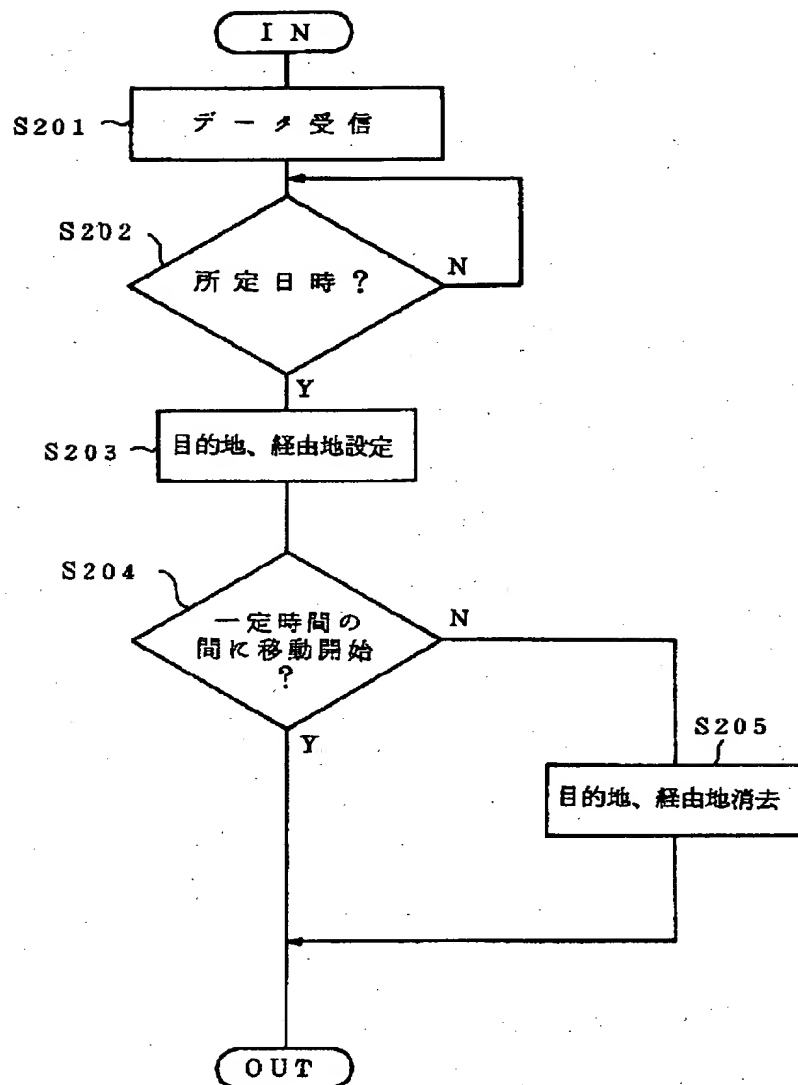 IN
S201
データ受信
S202
所定日時?
N
Y
S203
目的地、経由地設定
S204
一定時間の
間に移動開始
?
N
Y
S205
目的地、経由地消去
OUT